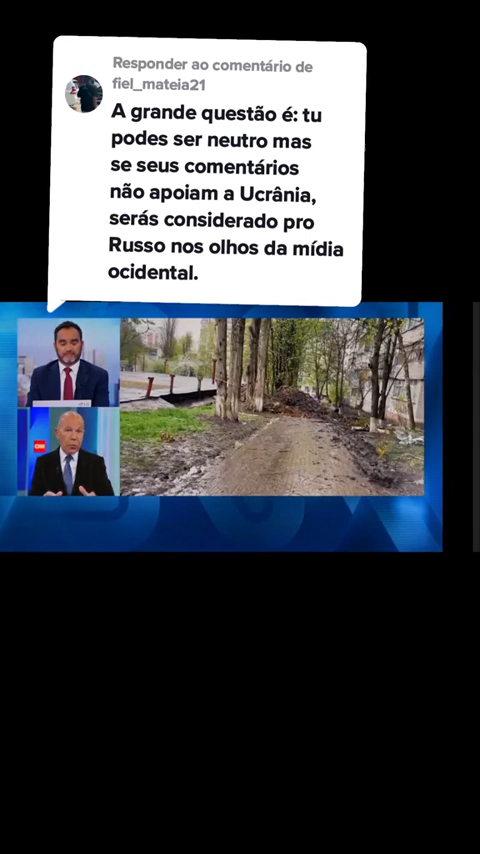 Responder ao comentário de
fiel_mateia21
A grande questão é: tu
podes ser neutro mas
se seus comentários
não apoiam a Ucrânia,
serás considerado pro
Russo nos olhos da mídia
ocidental.
CNN